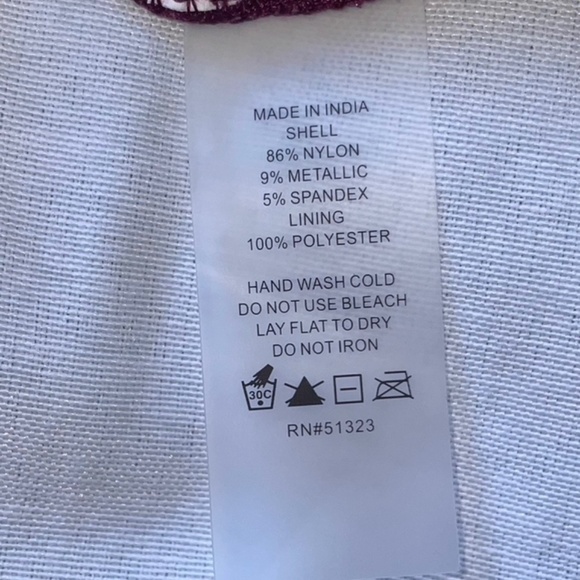 MADE IN INDIA
SHELL
86% NYLON
9% METALLIC
5% SPANDEX
LINING
100% POLYESTER
HAND WASH COLD
DO NOT USE BLEACH
LAY FLAT TO DRY
DO NOT IRON
30C
RN#51323